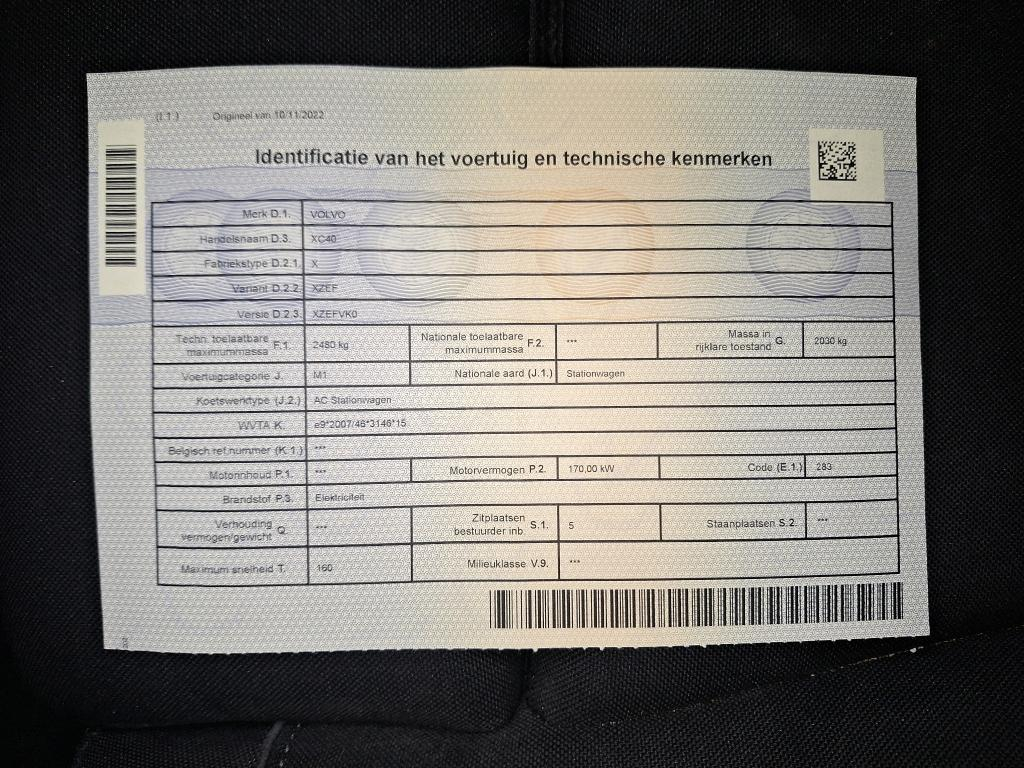 (I.1.) Origineel van 10/11/2022
Identificatie van het voertuig en technische kenmerken
Merk D.1. VOLVO
Handelsnaam D.3. XC40
Fabriekstype D.2.1. X
Variant D.2.2. XZEF
Versie D.2.3. XZEFVK0
Techn. toelaatbare maximummassa F.1. 2480 kg Nationale toelaatbare maximummassa F.2. *** Massa in rijklare toestand G. 2030 kg
Voertuigcategorie J. M1 Nationale aard (J.1.) Stationwagen
Koetswerktype (J.2.) AC Stationwagen
WVTA K. e9*2007/46*3146*15
Belgisch ref.nummer (K.1.) ***
Motorinhoud P.1. *** Motorvermogen P.2. 170,00 kW Code (E.1.) 283
Brandstof P.3. Elektriciteit
Verhouding vermogen/gewicht Q. *** Zitplaatsen bestuurder inb. S.1. 5 Staanplaatsen S.2. ***
Maximum snelheid T. 160 Milieuklasse V.9. ***